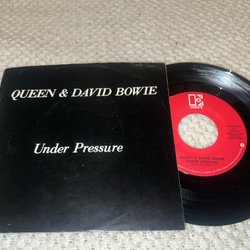 QUEEN & DAVID BOWIE
Under Pressure
QUEEN & DAVID BOWIE
UNDER PRESSURE